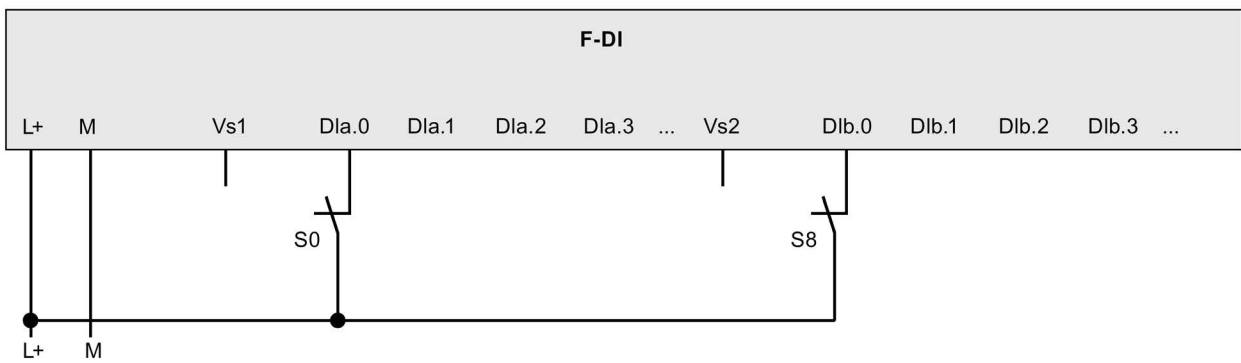 F-DI
L+ M Vs1 DIa.0 DIa.1 DIa.2 DIa.3 ... Vs2 DIb.0 DIb.1 DIb.2 DIb.3 ...
S0 S8
L+ M